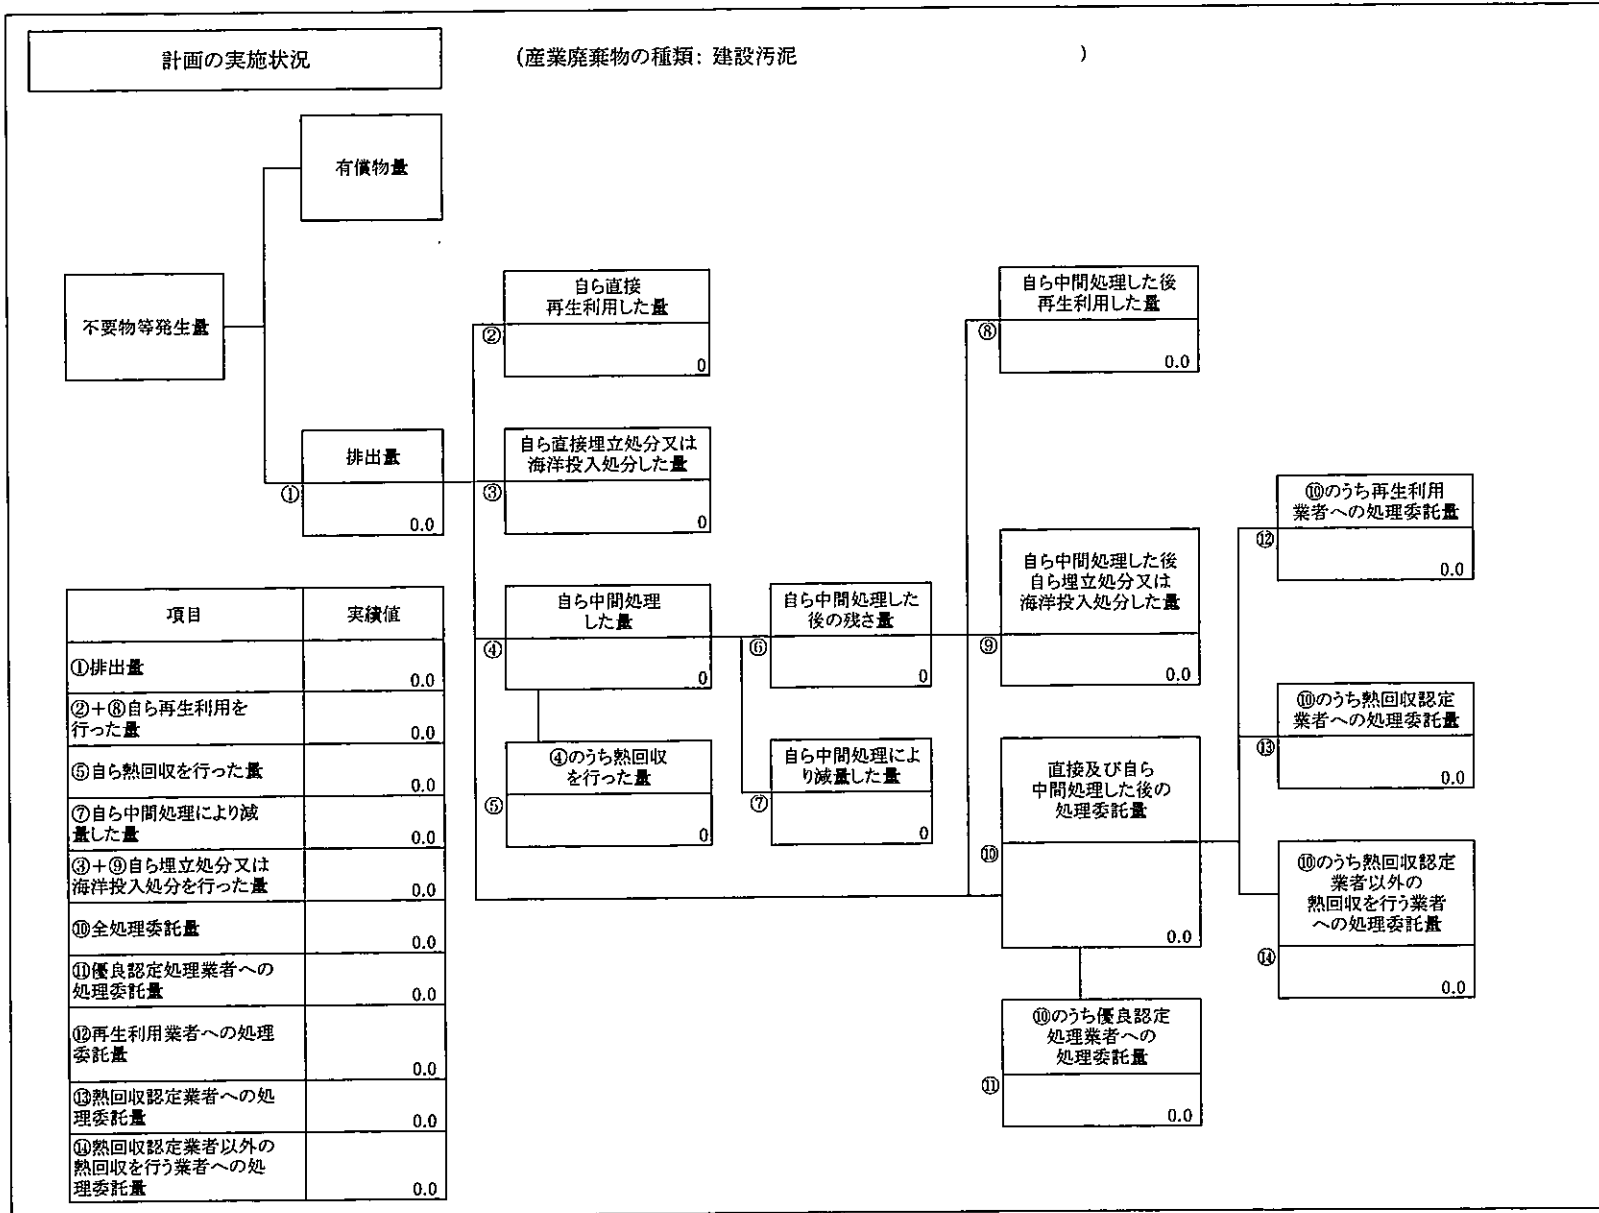 計画の実施状況
(産業廃棄物の種類: 建設汚泥 )
有償物量
不要物等発生量
排出量
①
0.0
自ら直接
再生利用した量
②
0
自ら直接埋立処分又は
海洋投入処分した量
③
0
自ら中間処理
した量
④
0
④のうち熱回収
を行った量
⑤
0
自ら中間処理した
後の残さ量
⑥
0
自ら中間処理によ
り減量した量
⑦
0
自ら中間処理した後
再生利用した量
⑧
0.0
自ら中間処理した後
自ら埋立処分又は
海洋投入処分した量
⑨
0.0
直接及び自ら
中間処理した後の
処理委託量
⑩
0.0
⑩のうち優良認定
処理業者への
処理委託量
⑪
0.0
⑩のうち再生利用
業者への処理委託量
⑫
0.0
⑩のうち熱回収認定
業者への処理委託量
⑬
0.0
⑩のうち熱回収認定
業者以外の
熱回収を行う業者
への処理委託量
⑭
0.0
項目 実績値
①排出量
0.0
②+⑧自ら再生利用を
行った量
0.0
⑤自ら熱回収を行った量
0.0
⑦自ら中間処理により減
量した量
0.0
③+⑨自ら埋立処分又は
海洋投入処分を行った量
0.0
⑩全処理委託量
0.0
⑪優良認定処理業者への
処理委託量
0.0
⑫再生利用業者への処理
委託量
0.0
⑬熱回収認定業者への処
理委託量
0.0
⑭熱回収認定業者以外の
熱回収を行う業者への処
理委託量
0.0